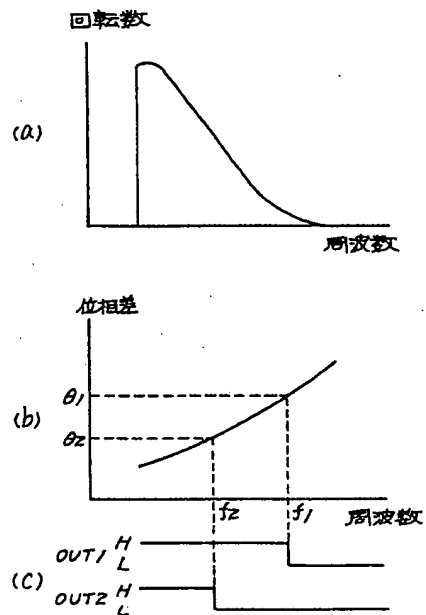 回転数
(a)
周波数
位相差
θ1
(b)
θ2
f2 f1 周波数
OUT1 H L
(C)
OUT2 H L